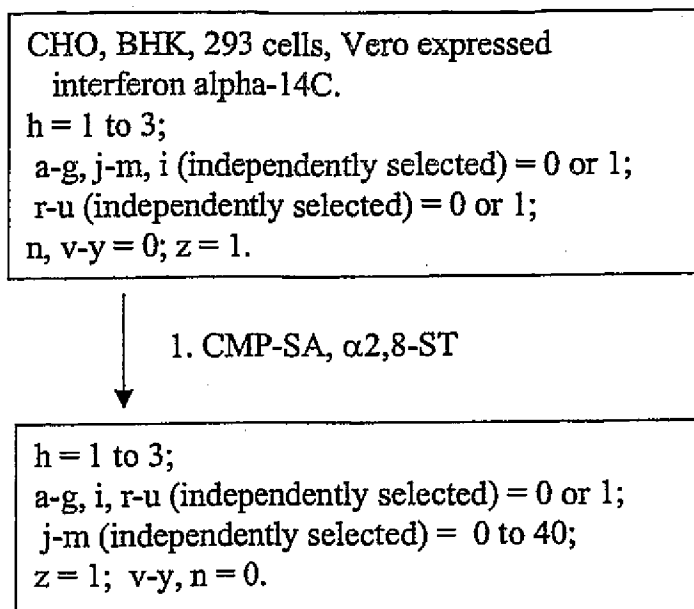 CHO, BHK, 293 cells, Vero expressed
interferon alpha-14C.
h = 1 to 3;
a-g, j-m, i (independently selected) = 0 or 1;
r-u (independently selected) = 0 or 1;
n, v-y = 0; z = 1.
1. CMP-SA, α2,8-ST
h = 1 to 3;
a-g, i, r-u (independently selected) = 0 or 1;
j-m (independently selected) = 0 to 40;
z = 1; v-y, n = 0.